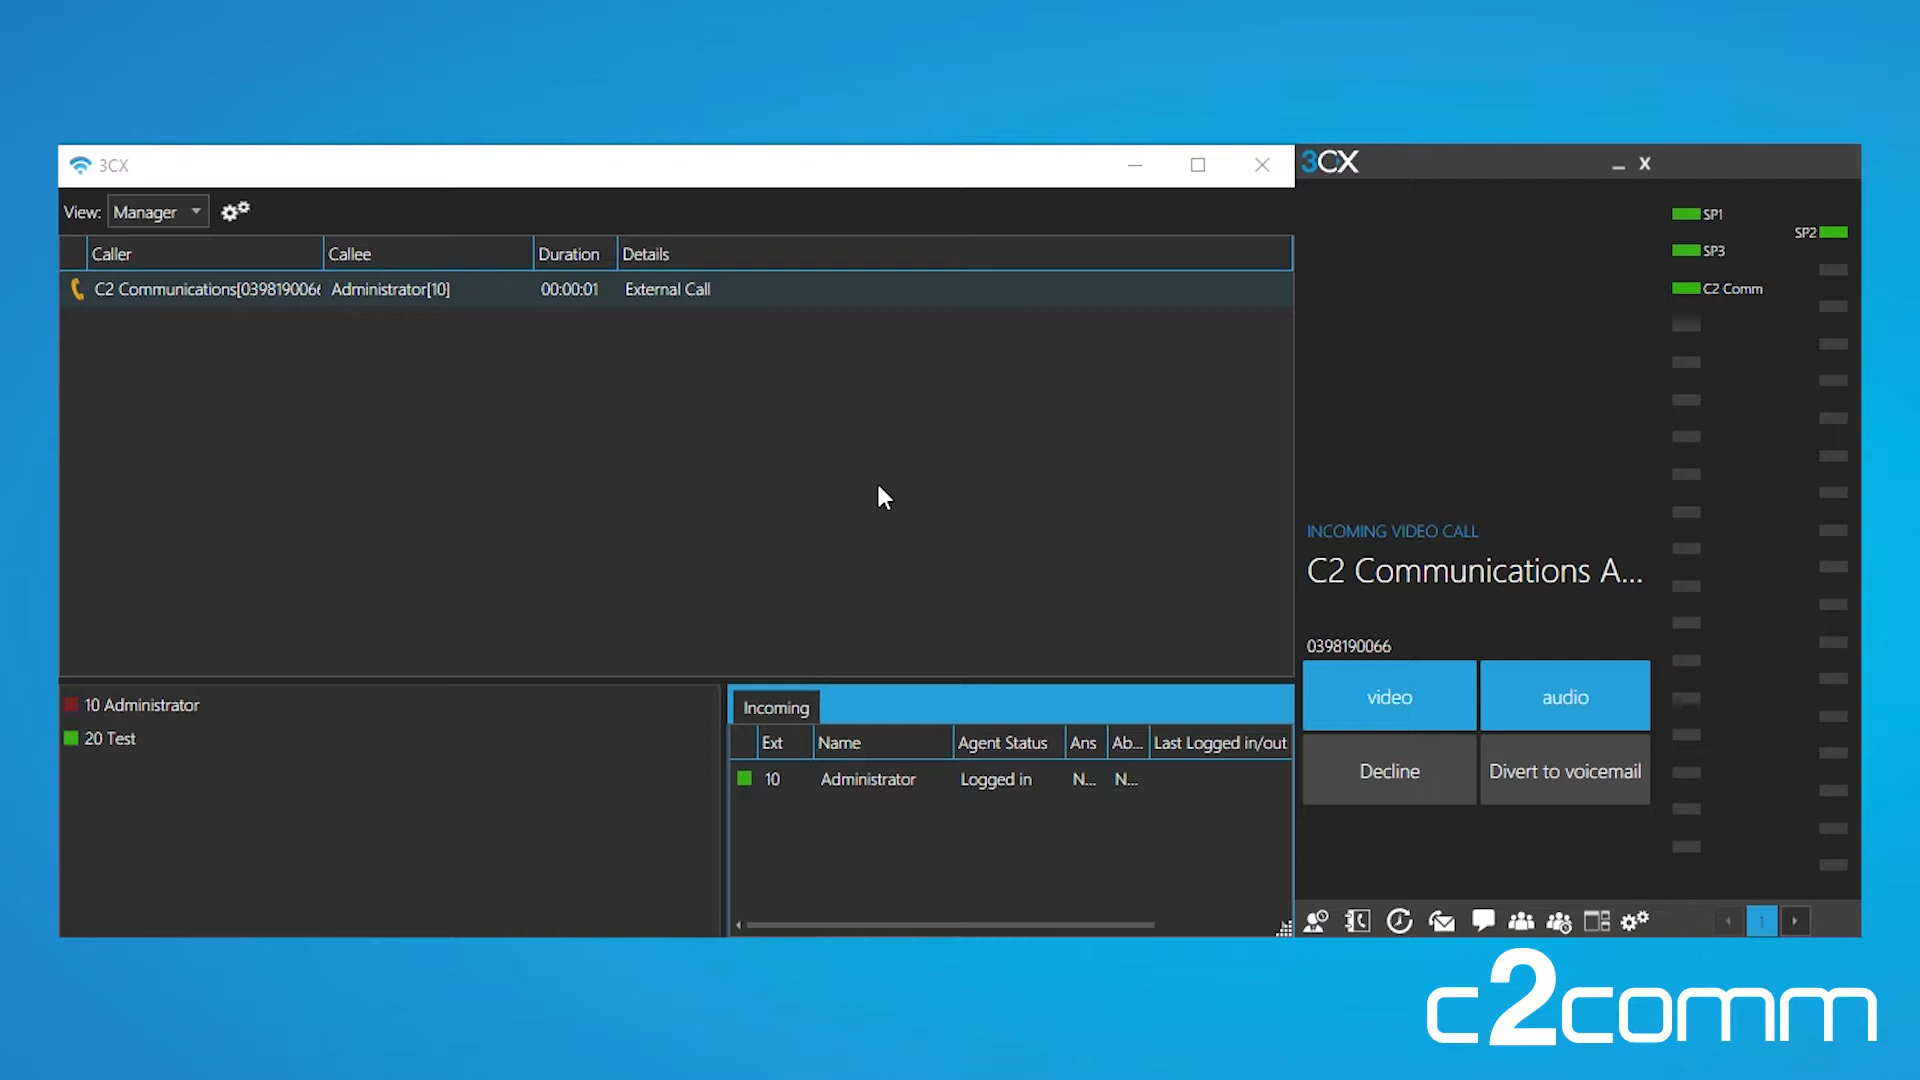 3CX
View: Manager
Caller Callee Duration Details
C2 Communications[0398190066 Administrator[10] 00:00:01 External Call
10 Administrator
20 Test
Incoming
Ext Name Agent Status Ans Ab... Last Logged in/out
10 Administrator Logged in N... N...
3CX
SP1
SP2
SP3
C2 Comm
INCOMING VIDEO CALL
C2 Communications A...
0398190066
video audio
Decline Divert to voicemail
1
c2comm